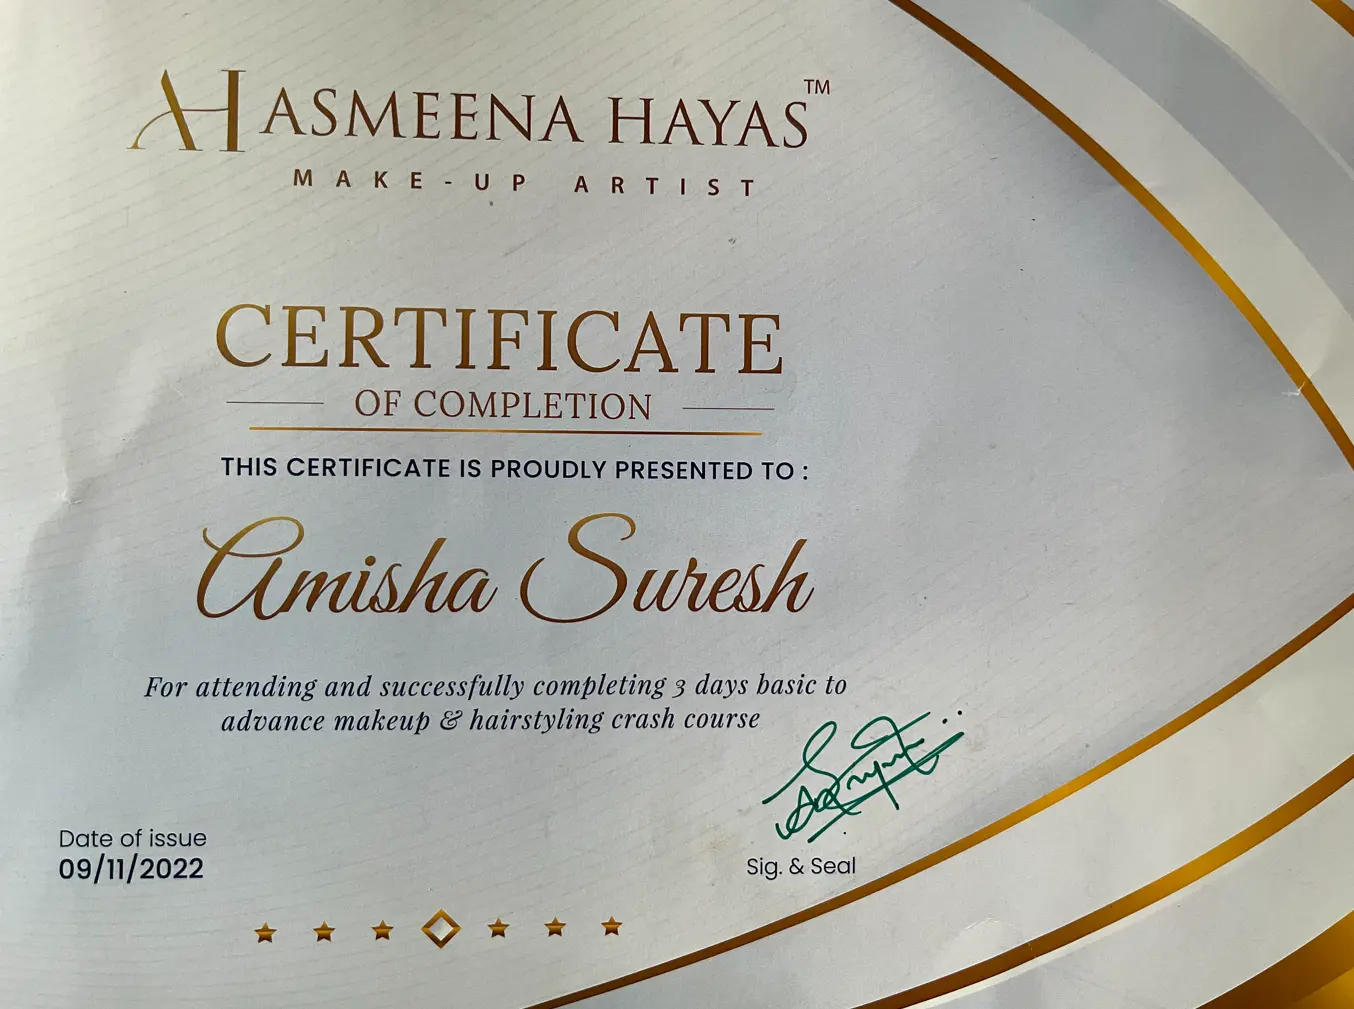 AH ASMEENA HAYAS™
MAKE-UP ARTIST
CERTIFICATE
OF COMPLETION
THIS CERTIFICATE IS PROUDLY PRESENTED TO :
Amisha Suresh
For attending and successfully completing 3 days basic to
advance makeup & hairstyling crash course
Date of issue
09/11/2022
Sig. & Seal